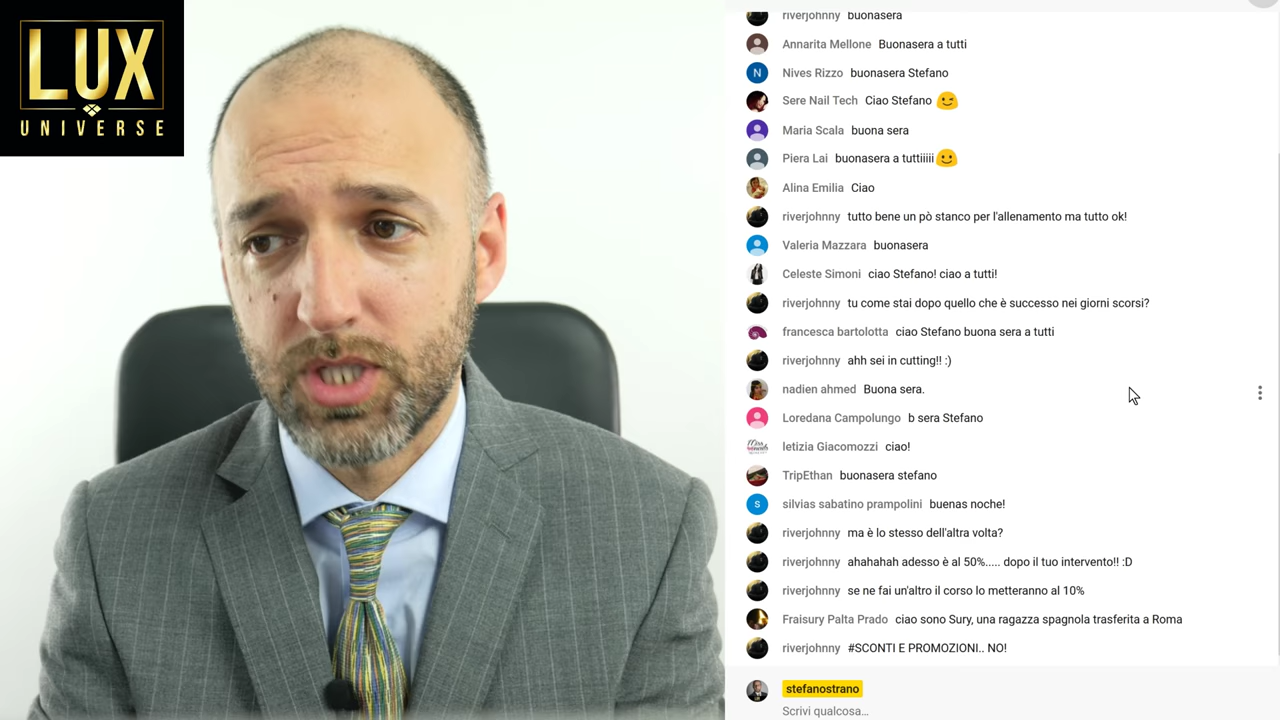 LUX
UNIVERSE
riverjohnny buonasera
Annarita Mellone Buonasera a tutti
N Nives Rizzo buonasera Stefano
Sere Nail Tech Ciao Stefano 😉
Maria Scala buona sera
Piera Lai buonasera a tuttiiiii 🙂
Alina Emilia Ciao
riverjohnny tutto bene un pò stanco per l'allenamento ma tutto ok!
Valeria Mazzara buonasera
Celeste Simoni ciao Stefano! ciao a tutti!
riverjohnny tu come stai dopo quello che è successo nei giorni scorsi?
francesca bartolotta ciao Stefano buona sera a tutti
riverjohnny ahh sei in cutting!! :)
nadien ahmed Buona sera.
Loredana Campolungo b sera Stefano
letizia Giacomozzi ciao!
TripEthan buonasera stefano
s silvias sabatino prampolini buenas noche!
riverjohnny ma è lo stesso dell'altra volta?
riverjohnny ahahahah adesso è al 50%..... dopo il tuo intervento!! :D
riverjohnny se ne fai un'altro il corso lo metteranno al 10%
Fraisury Palta Prado ciao sono Sury, una ragazza spagnola trasferita a Roma
riverjohnny #SCONTI E PROMOZIONI.. NO!
stefanostrano
Scrivi qualcosa...